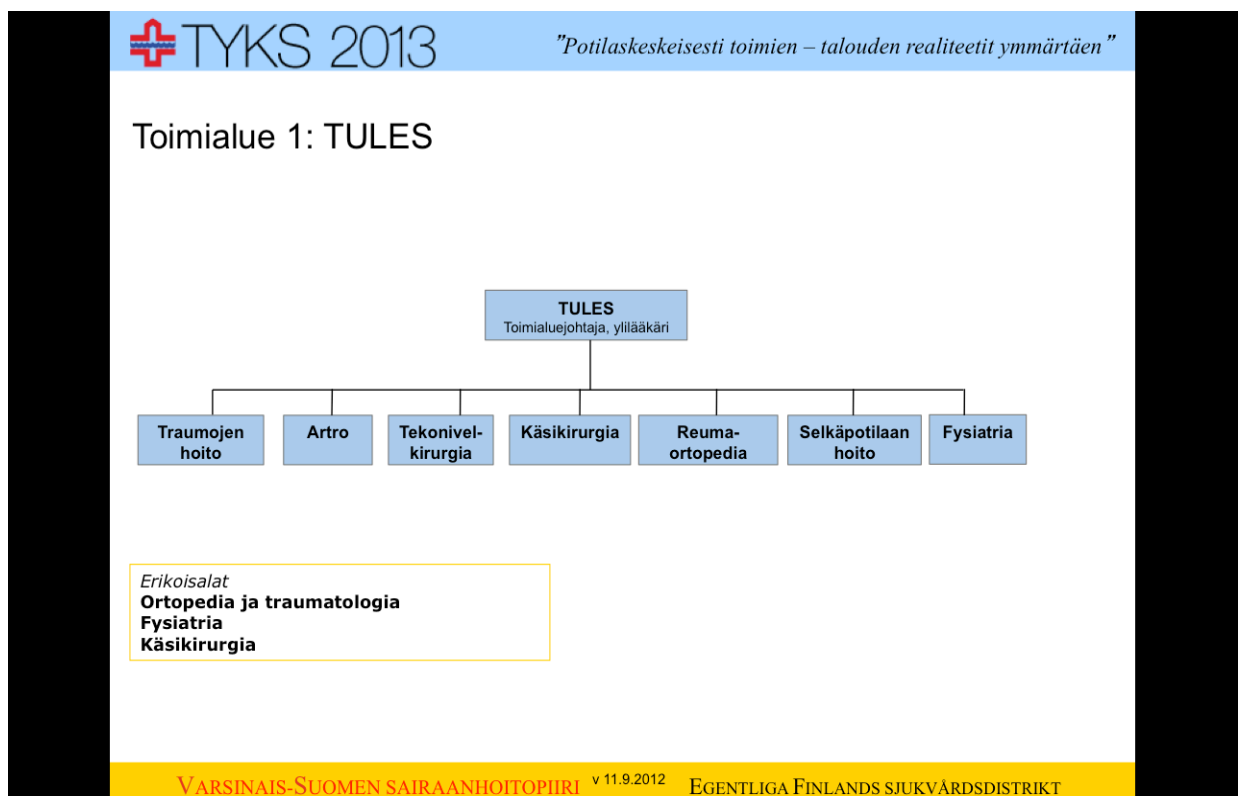 TYKS 2013
”Potilaskeskeisesti toimien – talouden realiteetit ymmärtäen”
Toimialue 1: TULES
TULES
Toimialuejohtaja, ylilääkäri
Traumojen
hoito
Artro
Tekonivel-
kirurgia
Käsikirurgia
Reuma-
ortopedia
Selkäpotilaan
hoito
Fysiatria
Erikoisalat
Ortopedia ja traumatologia
Fysiatria
Käsikirurgia
VARSINAIS-SUOMEN SAIRAANHOITOPIIRI v 11.9.2012 EGENTLIGA FINLANDS SJUKVÅRDSDISTRIKT